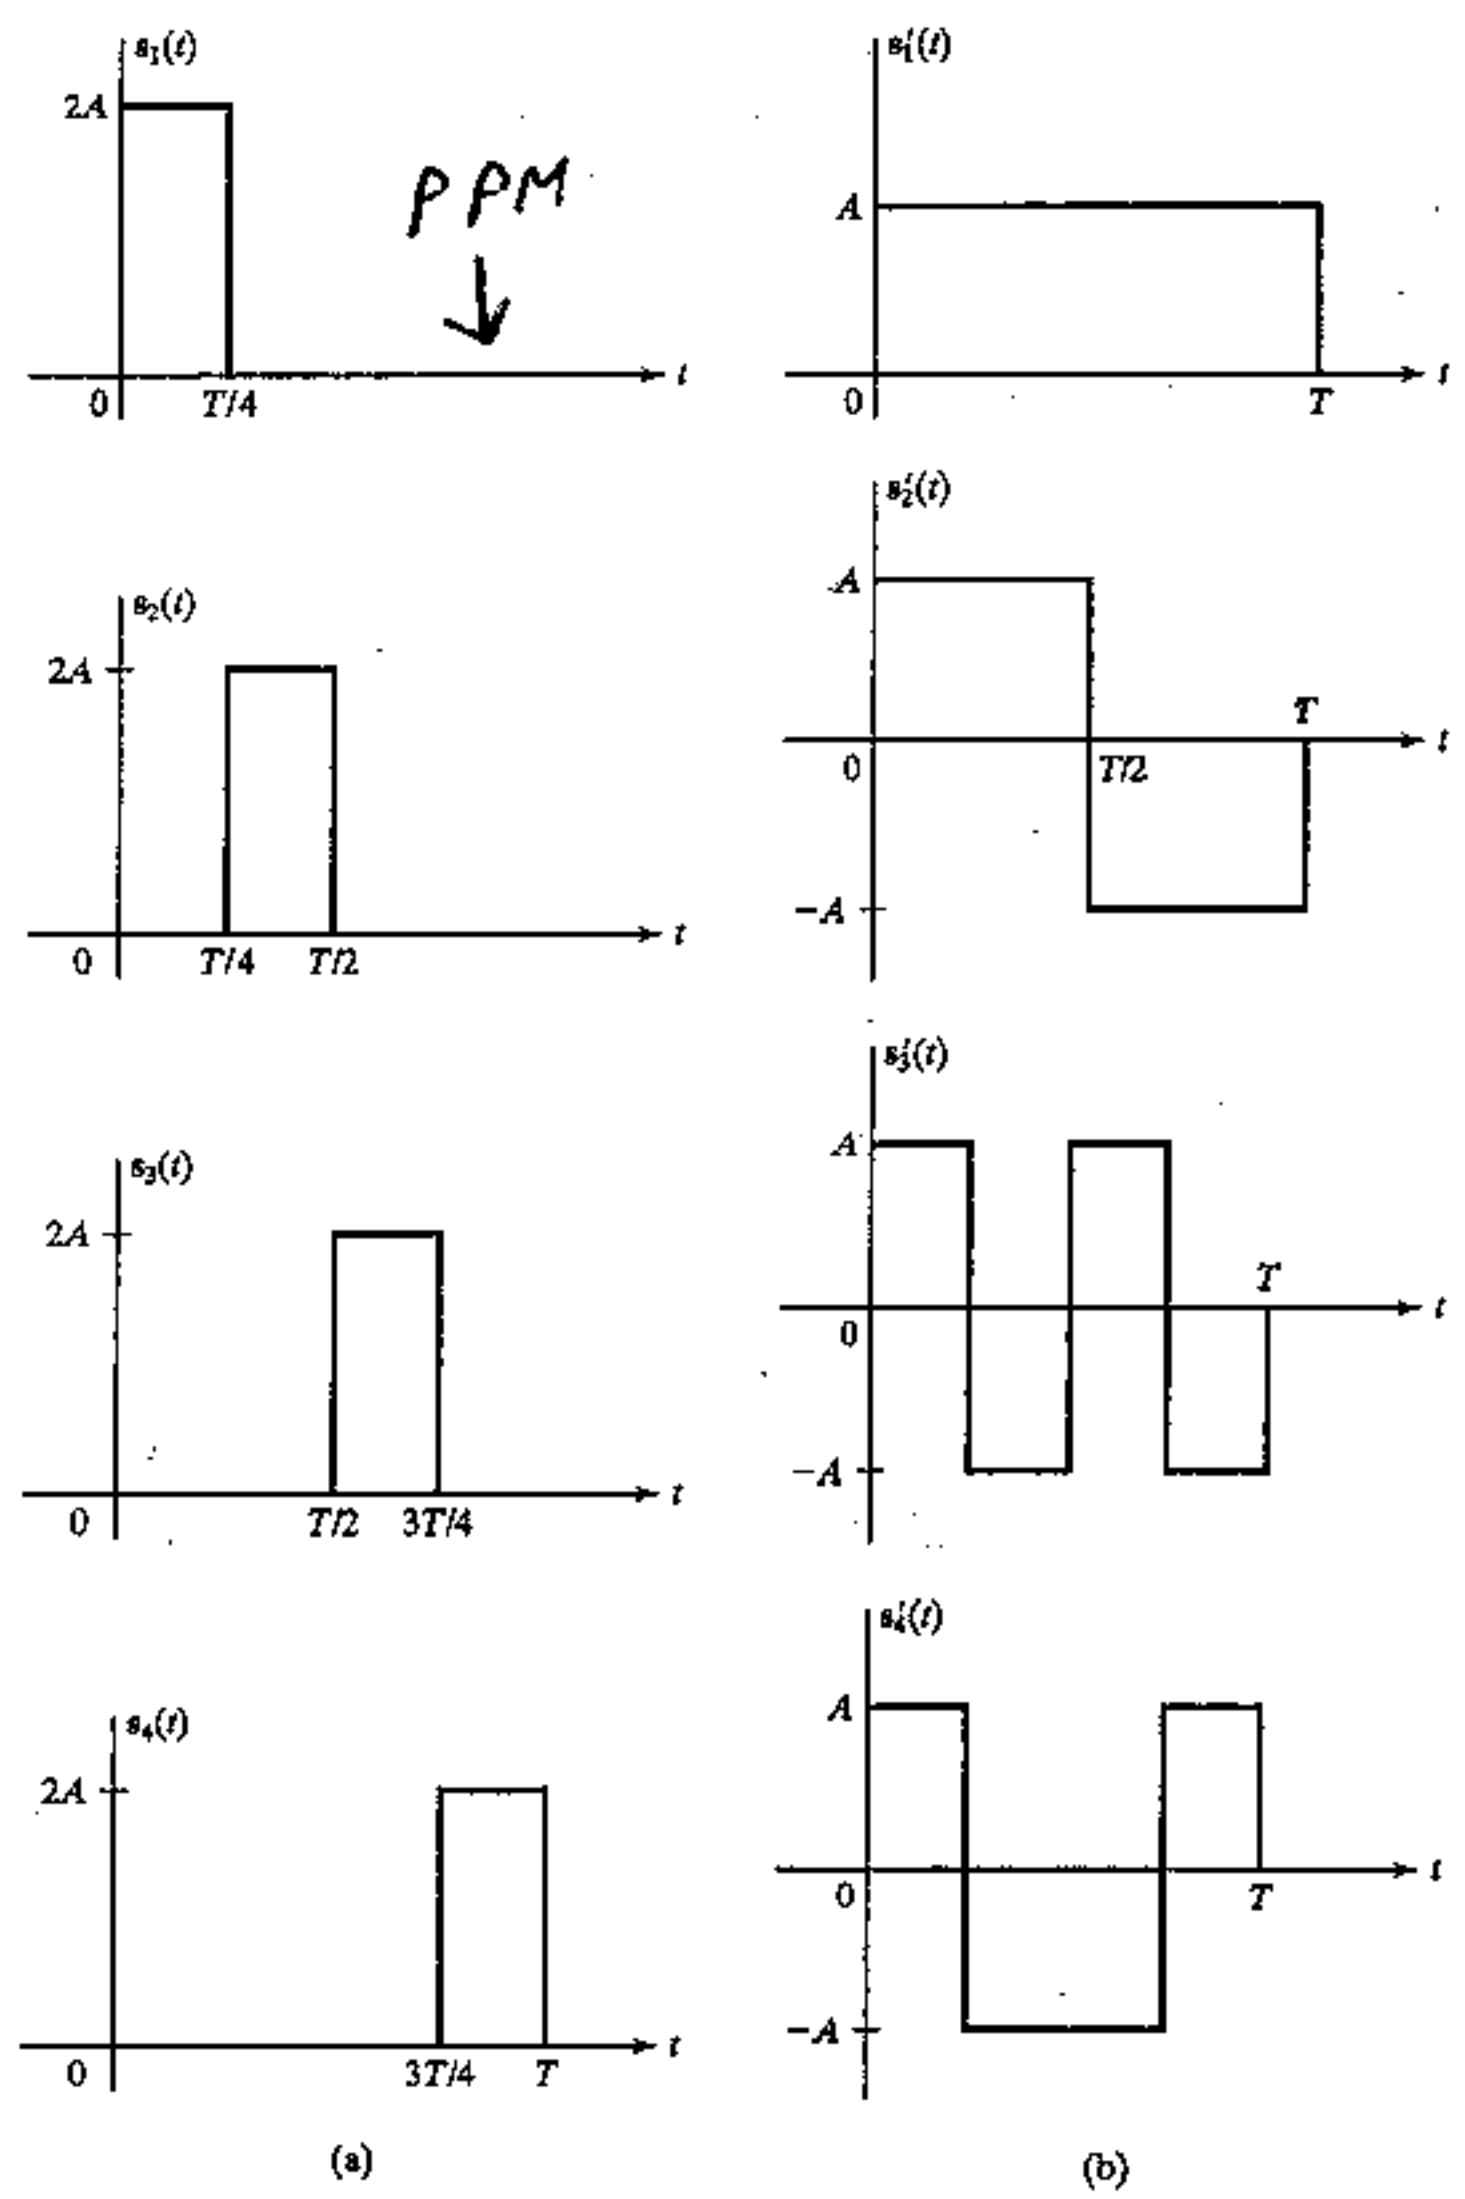 s₁(t)
2A
PPM
0
T/4
t
s₂(t)
2A
0
T/4
T/2
t
s₃(t)
2A
0
T/2
3T/4
t
s₄(t)
2A
0
3T/4
T
t
(a)
s₁′(t)
A
0
T
t
s₂′(t)
A
0
T/2
T
t
−A
s₃′(t)
A
0
T
t
−A
s₄′(t)
A
0
T
t
−A
(b)